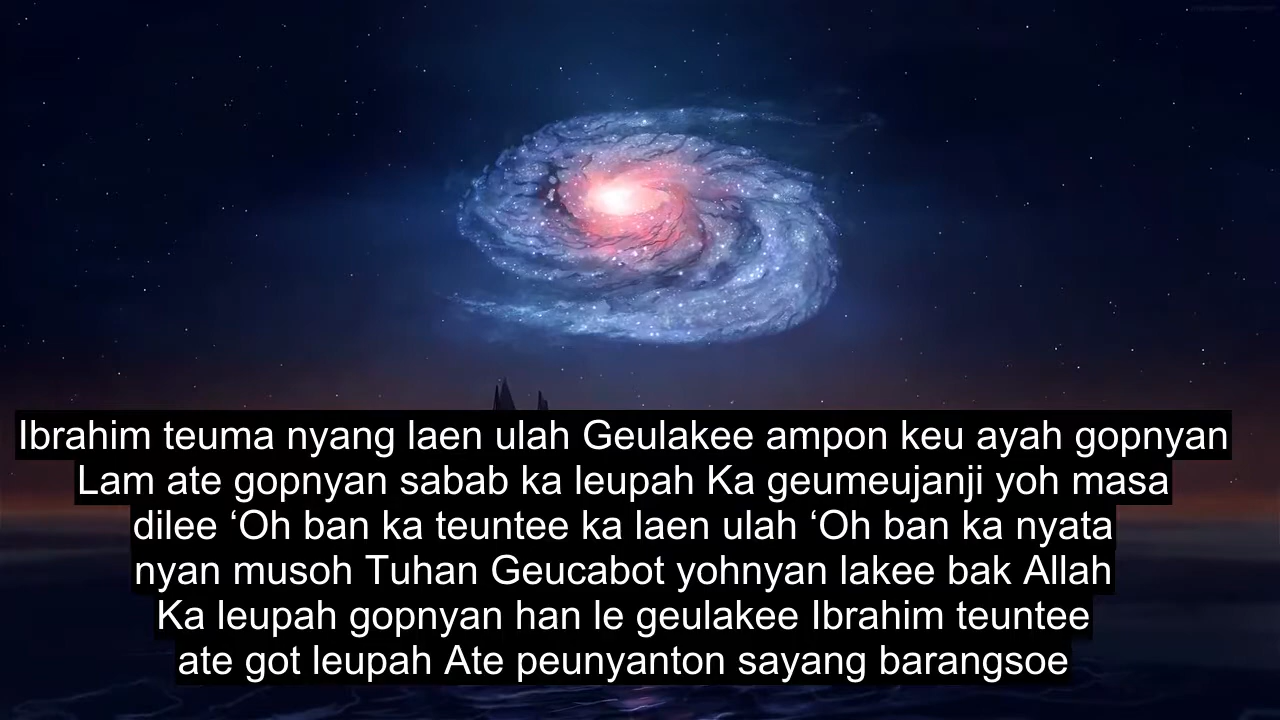 Ibrahim teuma nyang laen ulah Geulakee ampon keu ayah gopnyan
Lam ate gopnyan sabab ka leupah Ka geumeujanji yoh masa
dilee ‘Oh ban ka teuntee ka laen ulah ‘Oh ban ka nyata
nyan musoh Tuhan Geucabot yohnyan lakee bak Allah
Ka leupah gopnyan han le geulakee Ibrahim teuntee
ate got leupah Ate peunyanton sayang barangsoe